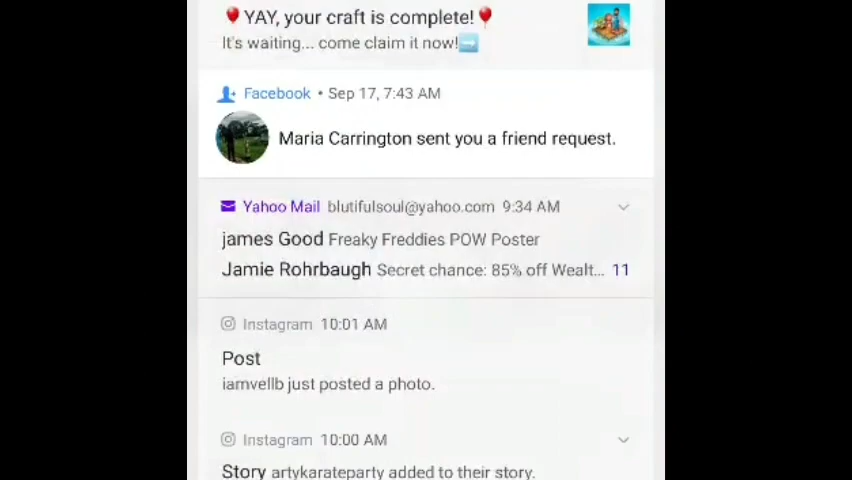 🎈YAY, your craft is complete!🎈
It's waiting... come claim it now!➡️
Facebook • Sep 17, 7:43 AM
Maria Carrington sent you a friend request.
Yahoo Mail blutifulsoul@yahoo.com 9:34 AM
james Good Freaky Freddies POW Poster
Jamie Rohrbaugh Secret chance: 85% off Wealt... 11
Instagram 10:01 AM
Post
iamvellb just posted a photo.
Instagram 10:00 AM
Story artykarateparty added to their story.